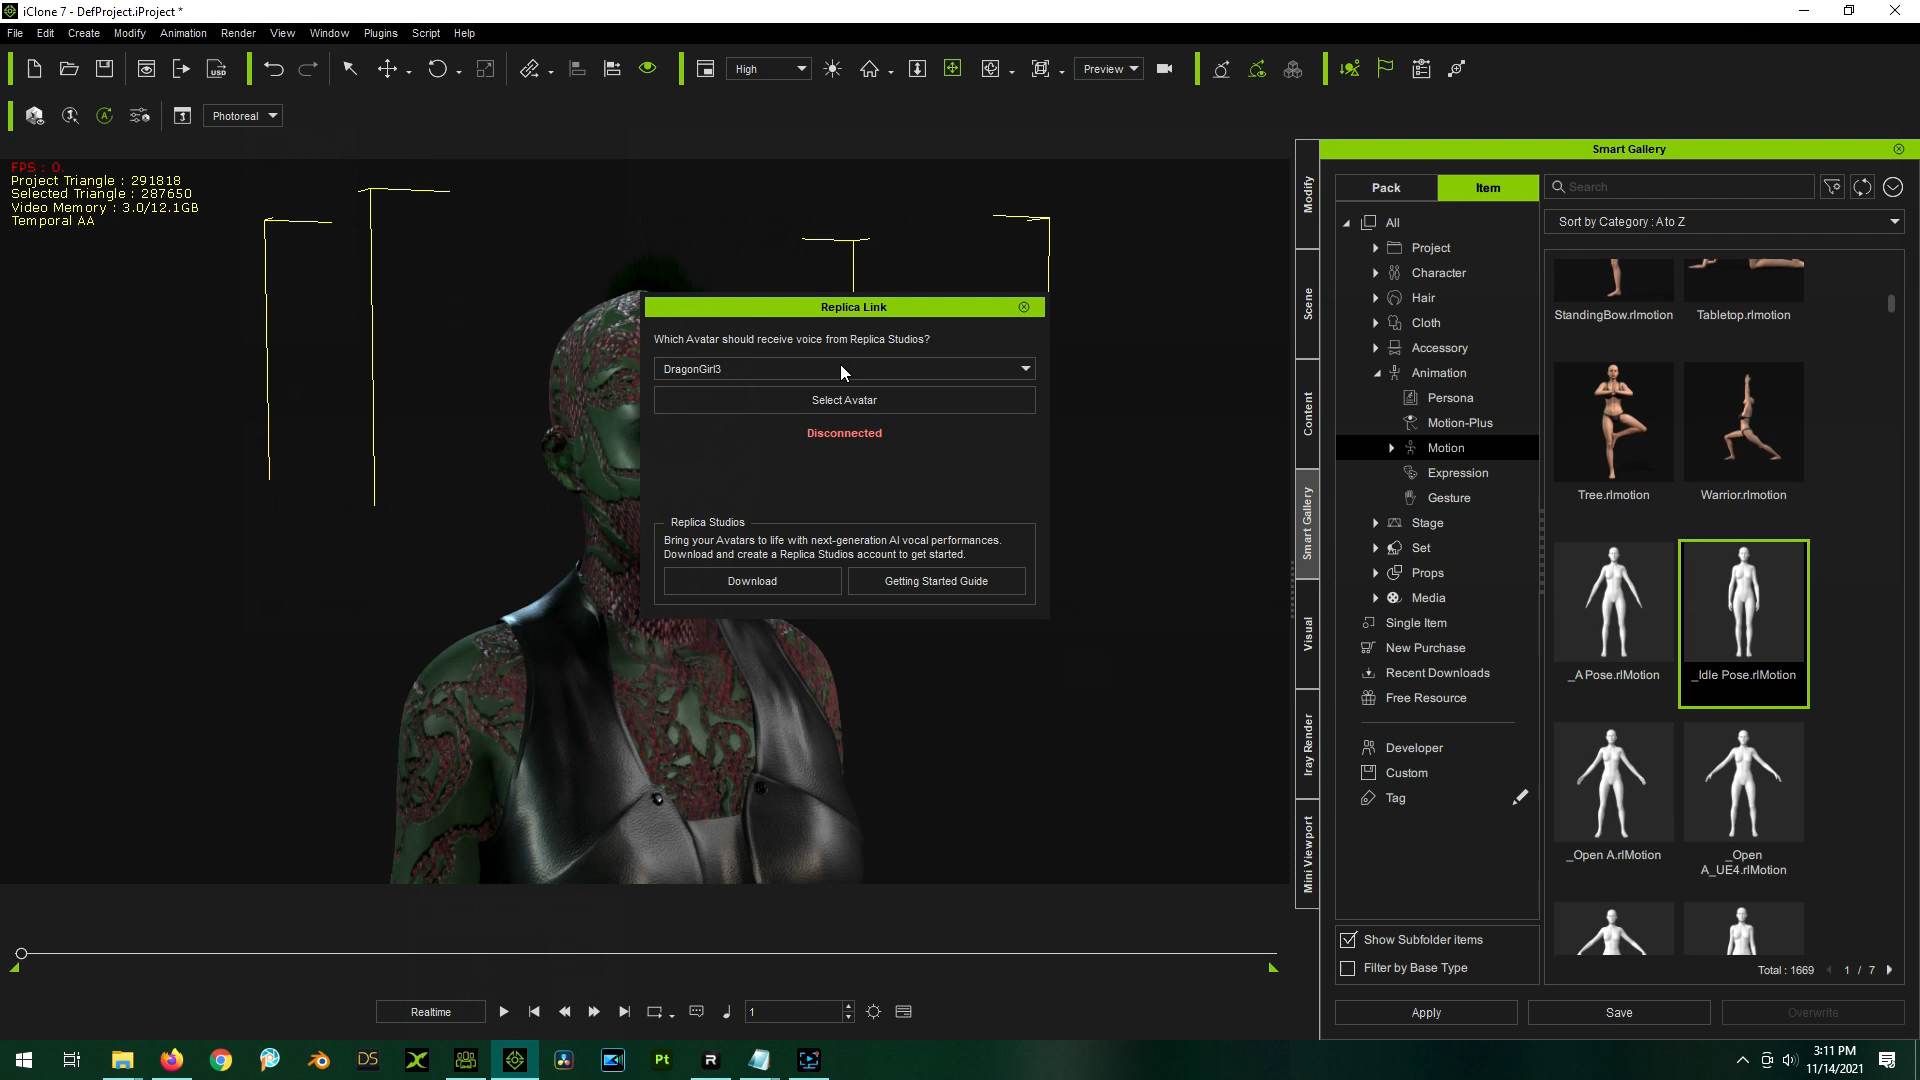 iClone 7 - DefProject.iProject *
File Edit Create Modify Animation Render View Window Plugins Script Help
USD
High
Preview
Photoreal
FPS : 0.
Project Triangle : 291818
Selected Triangle : 287650
Video Memory : 3.0/12.1GB
Temporal AA
Replica Link
Which Avatar should receive voice from Replica Studios?
DragonGirl3
Select Avatar
Disconnected
Replica Studios
Bring your Avatars to life with next-generation AI vocal performances.
Download and create a Replica Studios account to get started.
Download
Getting Started Guide
Modify
Scene
Content
Smart Gallery
Visual
Iray Render
Mini Viewport
Smart Gallery
Pack
Item
Search
Sort by Category : A to Z
All
Project
Character
Hair
Cloth
Accessory
Animation
Persona
Motion-Plus
Motion
Expression
Gesture
Stage
Set
Props
Media
Single Item
New Purchase
Recent Downloads
Free Resource
Developer
Custom
Tag
StandingBow.rlmotion
Tabletop.rlmotion
Tree.rlmotion
Warrior.rlmotion
_A Pose.rlMotion
_Idle Pose.rlMotion
_Open A.rlMotion
_Open
A_UE4.rlMotion
Show Subfolder items
Filter by Base Type
Total : 1669
1 / 7
Apply
Save
Overwrite
Realtime
1
DS
Pt
R
3:11 PM
11/14/2021